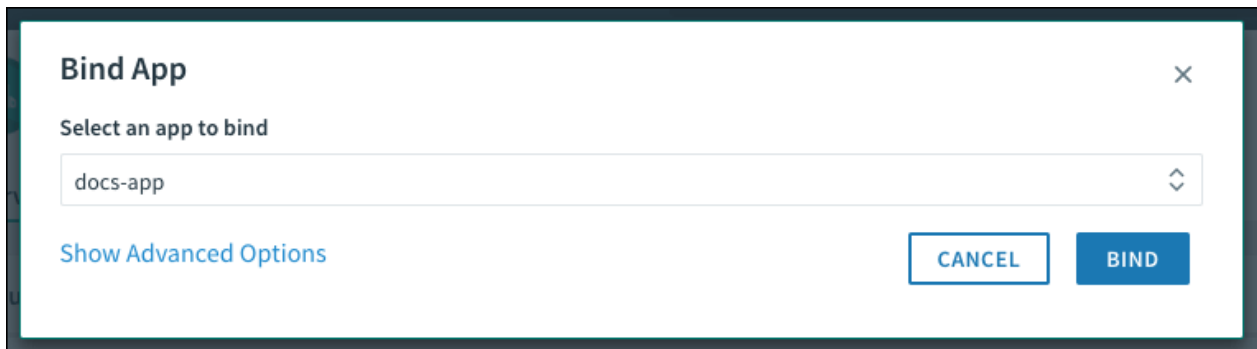 Bind App
Select an app to bind
docs-app
Show Advanced Options
CANCEL
BIND